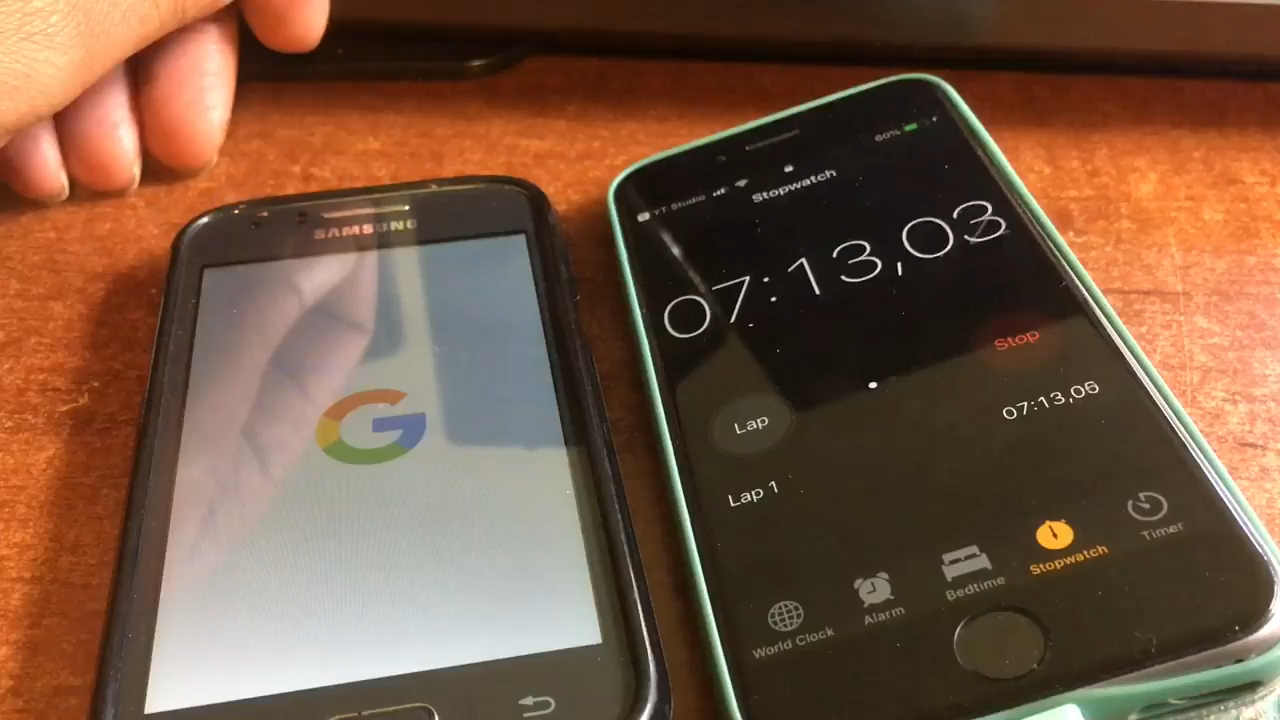 SAMSUNG
G
YT Studio
60%
Stopwatch
07:13,03
Stop
Lap
07:13,06
Lap 1
World Clock
Alarm
Bedtime
Stopwatch
Timer